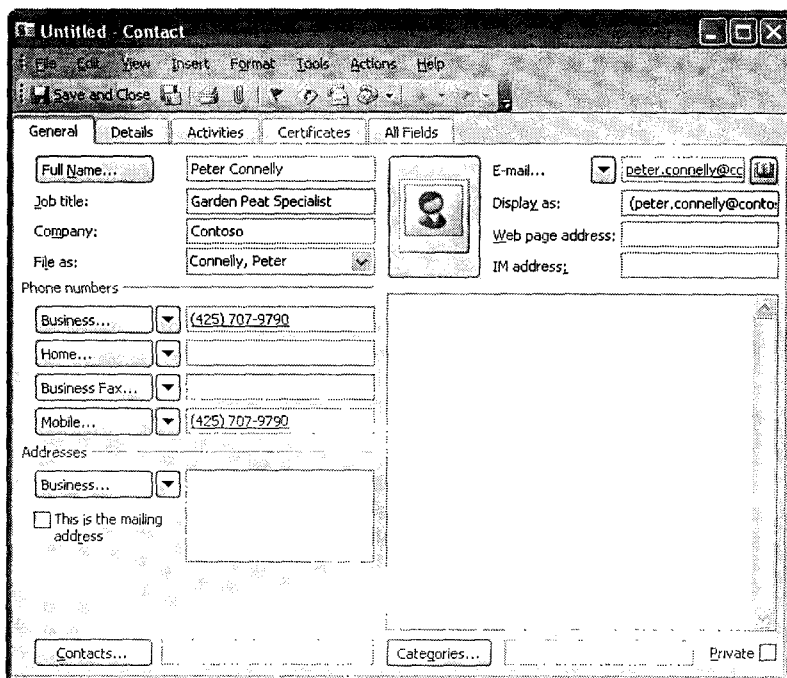 Untitled - Contact
File Edit View Insert Format Tools Actions Help
Save and Close
General Details Activities Certificates All Fields
Full Name... Peter Connelly
Job title: Garden Peat Specialist
Company: Contoso
File as: Connelly, Peter
E-mail... peter.connelly@cc
Display as: (peter.connelly@conto
Web page address:
IM address:
Phone numbers
Business... (425) 707-9790
Home...
Business Fax...
Mobile... (425) 707-9790
Addresses
Business...
This is the mailing
address
Contacts...
Categories...
Private